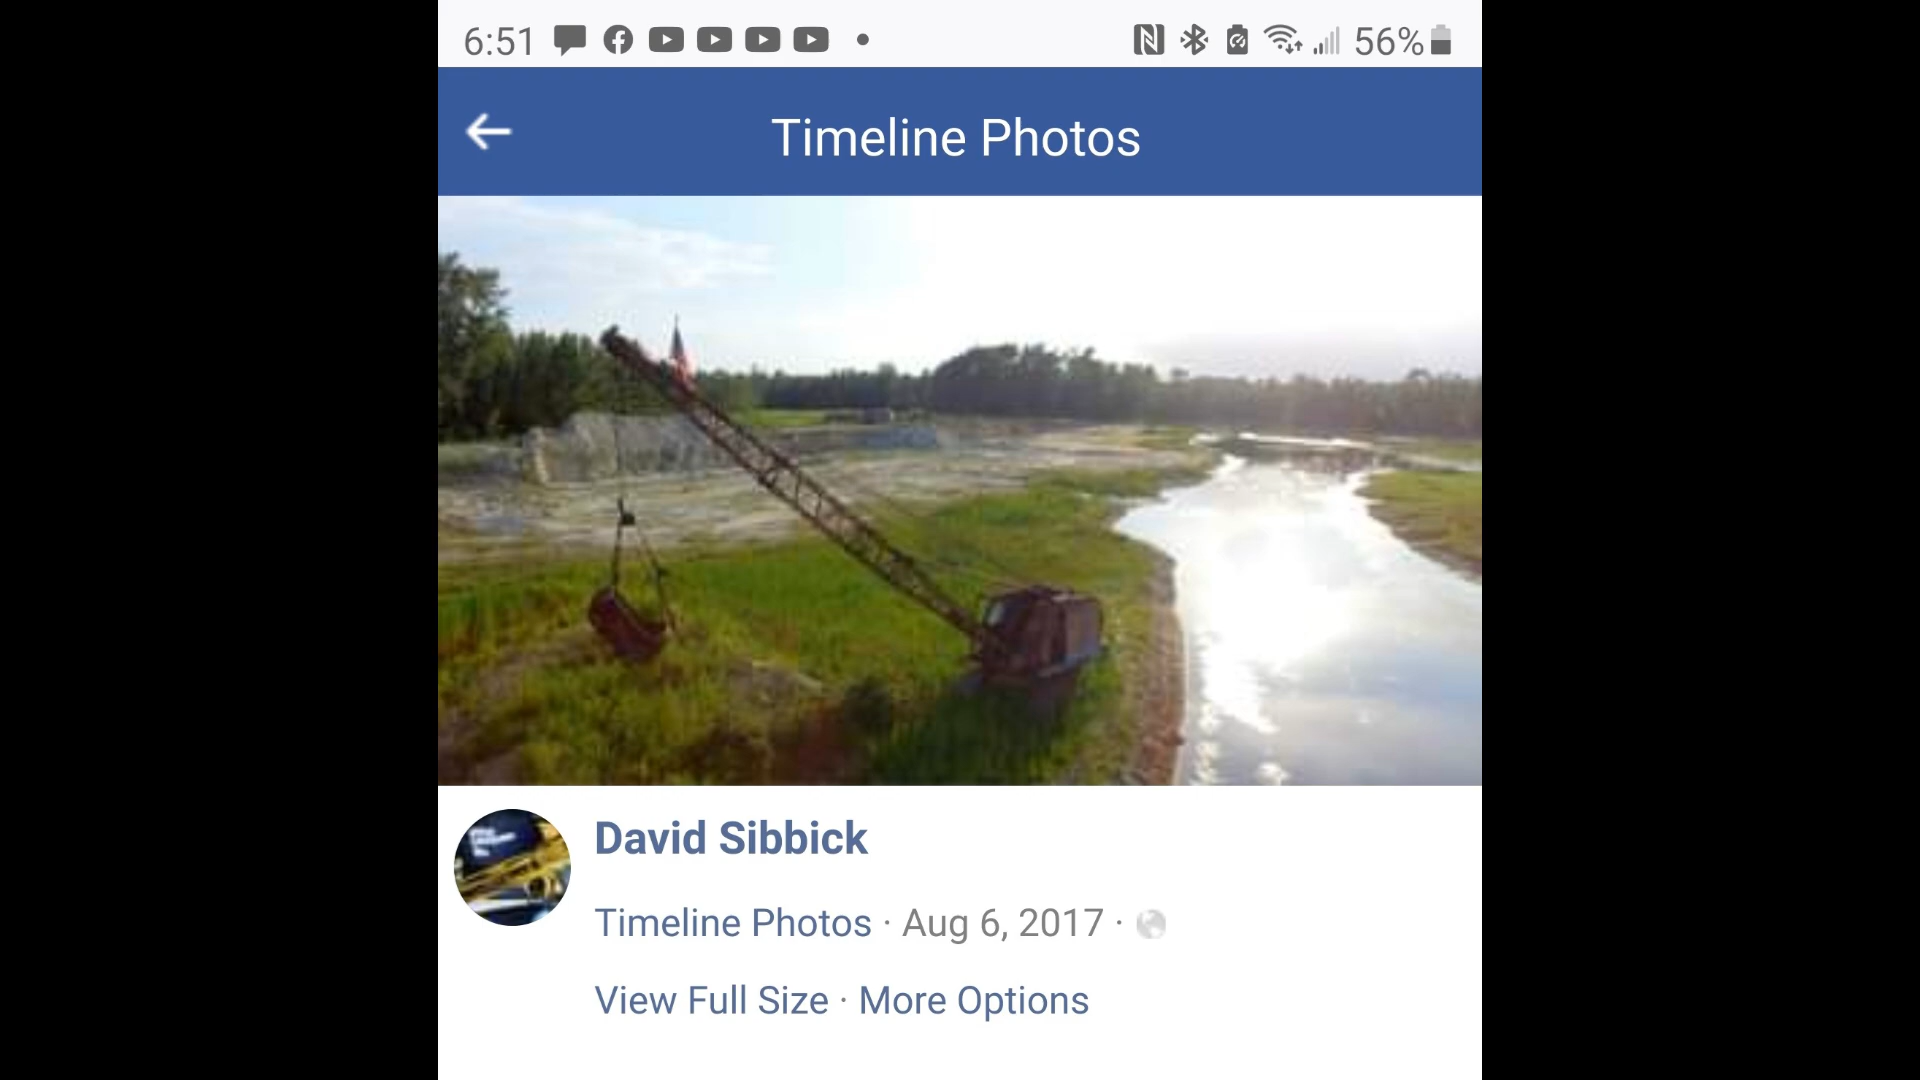 6:51 56%
Timeline Photos
David Sibbick
Timeline Photos · Aug 6, 2017 ·
View Full Size · More Options